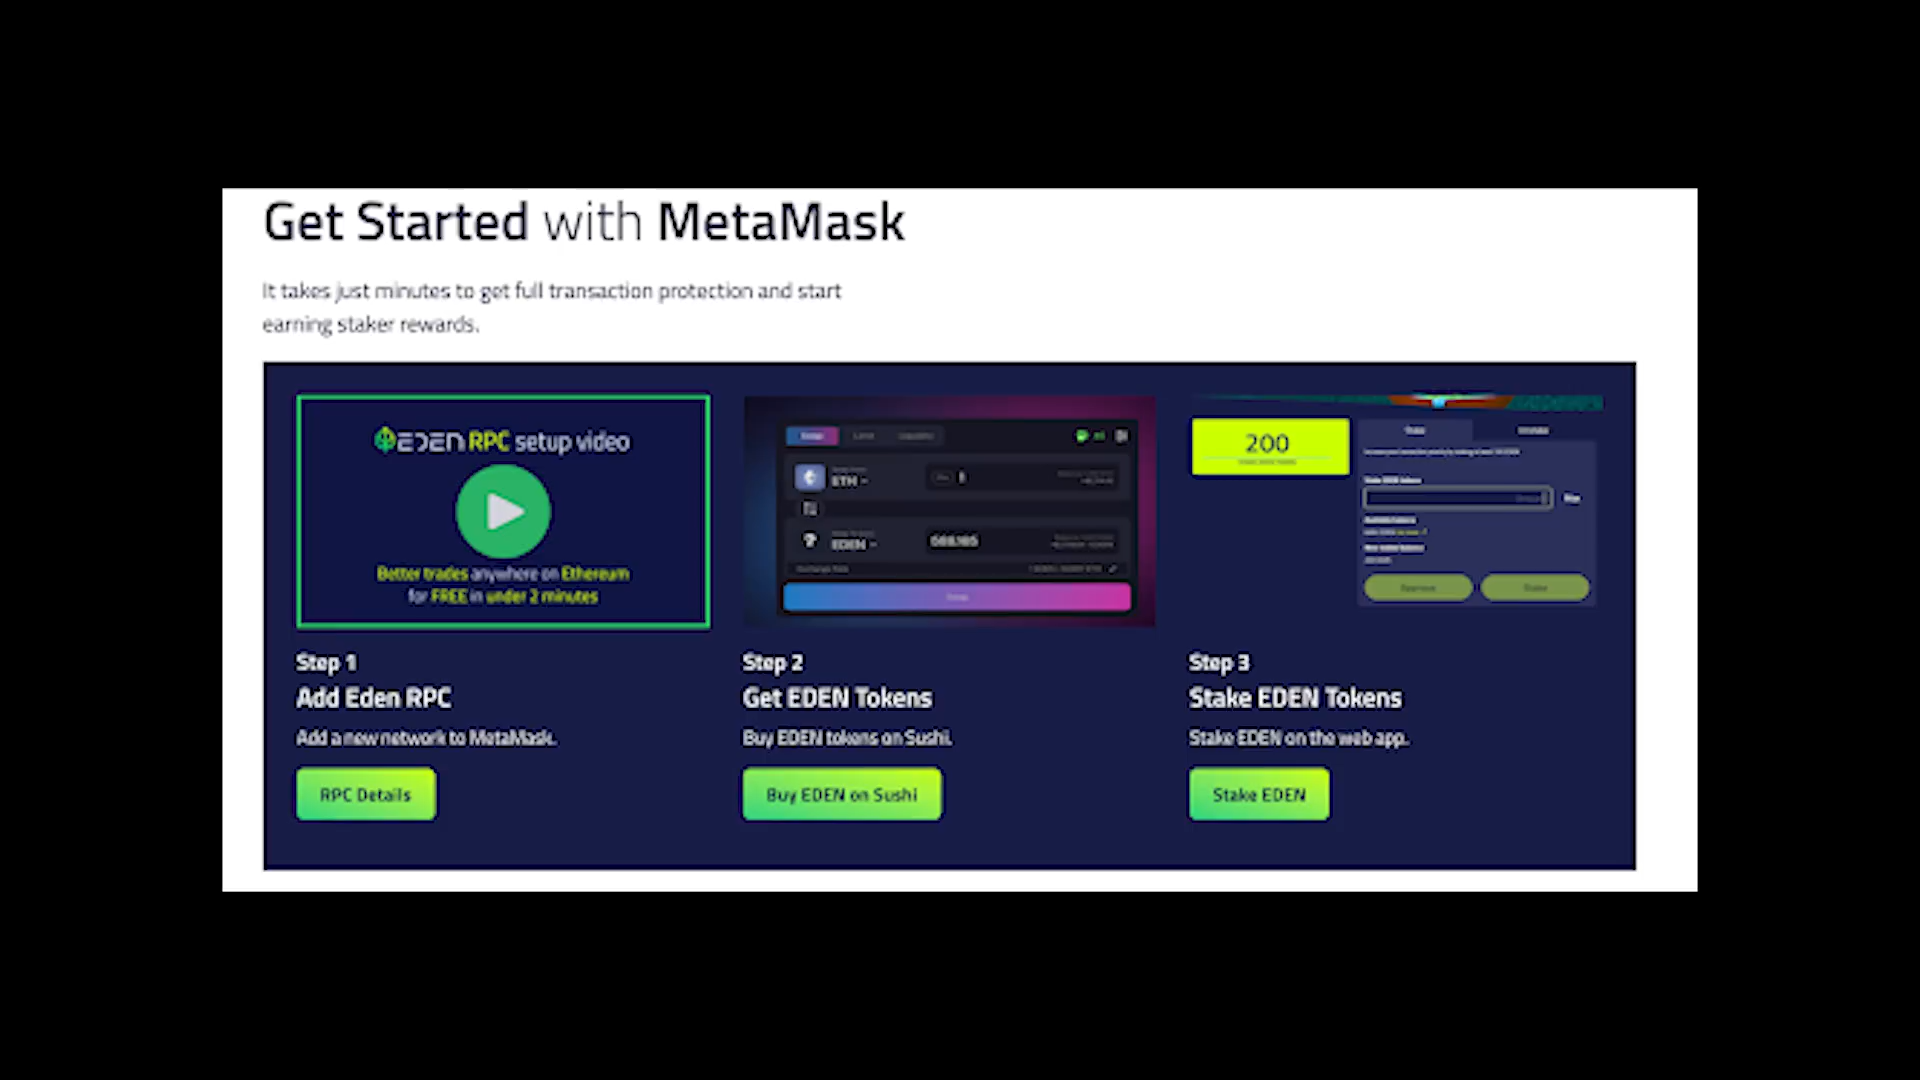 Get Started with MetaMask
It takes just minutes to get full transaction protection and start
earning staker rewards.
EDEN RPC setup video
Better trades anywhere on Ethereum
for FREE in under 2 minutes
ETH
EDEN
200
Step 1
Add Eden RPC
Add a new network to MetaMask.
RPC Details
Step 2
Get EDEN Tokens
Buy EDEN tokens on Sushi.
Buy EDEN on Sushi
Step 3
Stake EDEN Tokens
Stake EDEN on the web app.
Stake EDEN